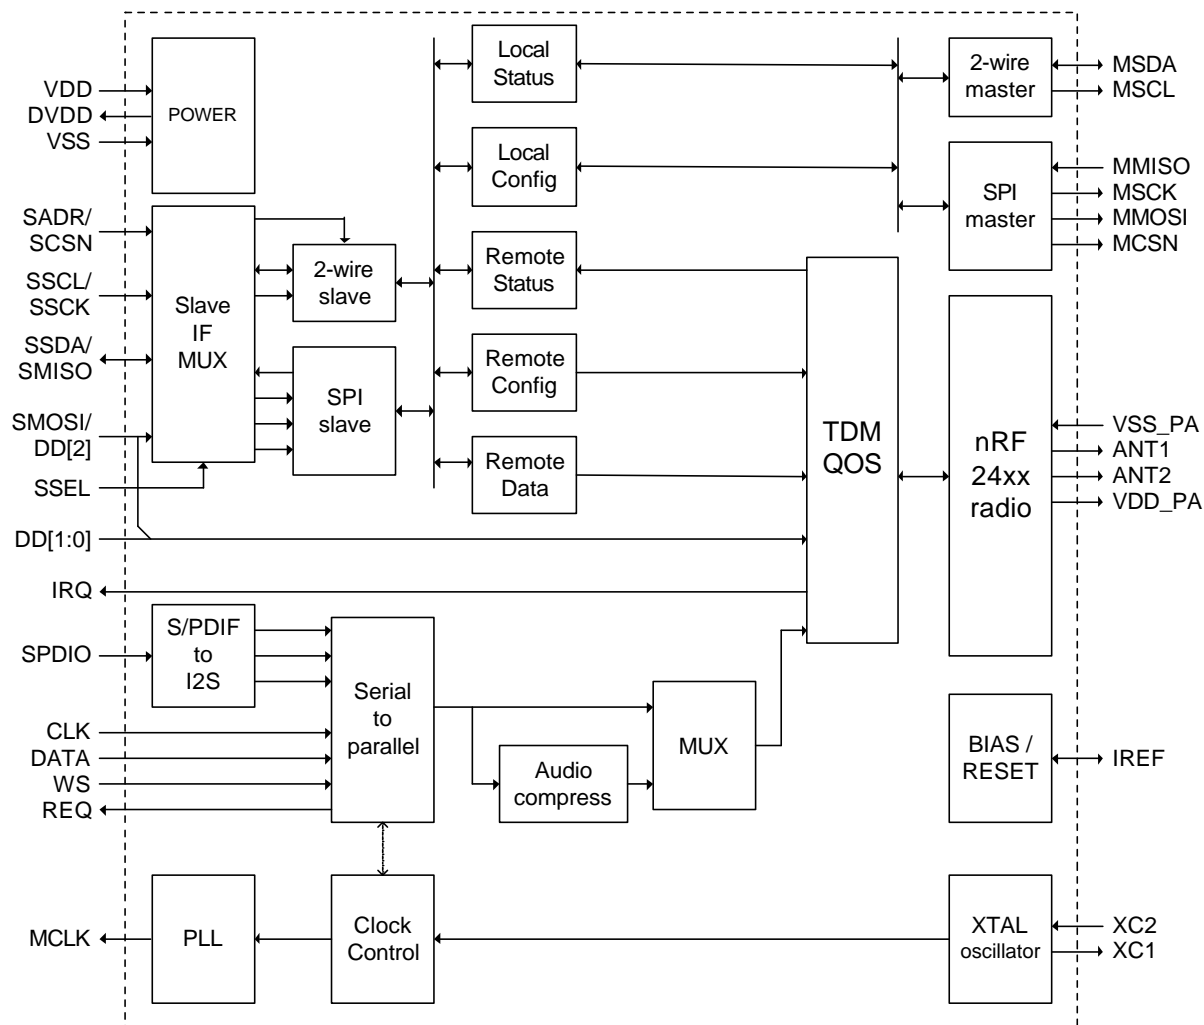 VDD
DVDD
VSS
POWER
SADR/
SCSN
SSCL/
SSCK
SSDA/
SMISO
SMOSI/
DD[2]
SSEL
DD[1:0]
IRQ
SPDIO
CLK
DATA
WS
REQ
MCLK
Slave
IF
MUX
2-wire
slave
SPI
slave
Local
Status
Local
Config
Remote
Status
Remote
Config
Remote
Data
TDM
QOS
2-wire
master
SPI
master
nRF
24xx
radio
MSDA
MSCL
MMISO
MSCK
MMOSI
MCSN
VSS_PA
ANT1
ANT2
VDD_PA
S/PDIF
to
I2S
Serial
to
parallel
Audio
compress
MUX
BIAS /
RESET
IREF
PLL
Clock
Control
XTAL
oscillator
XC2
XC1